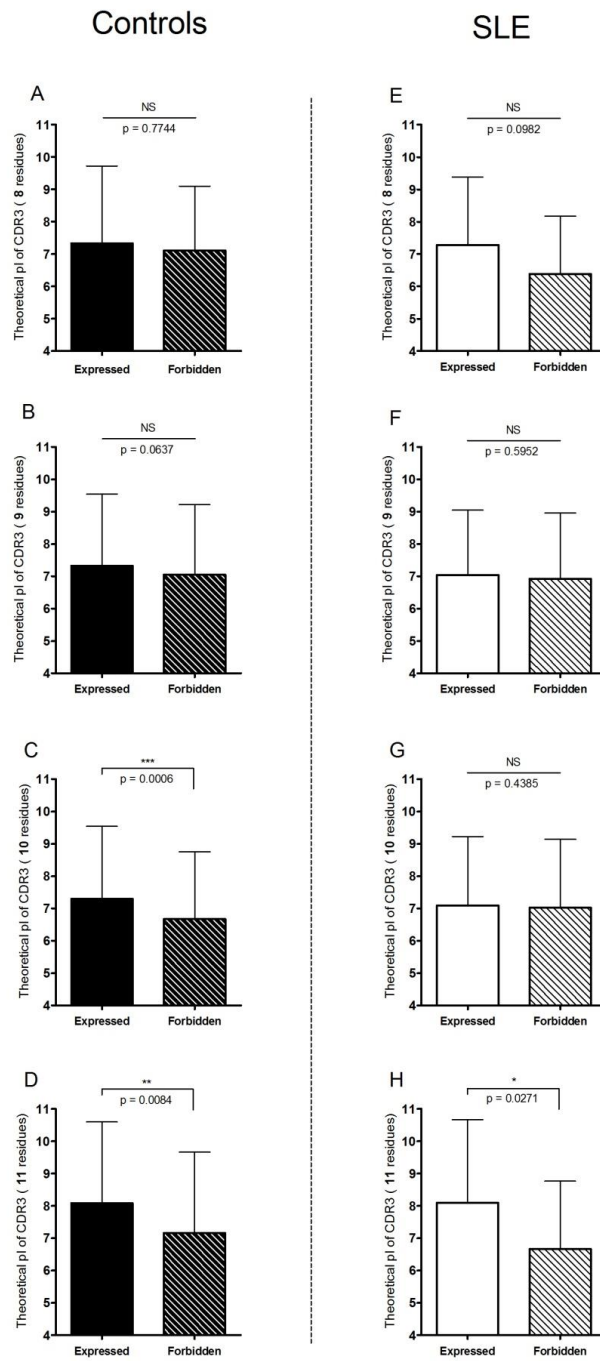 Controls
SLE
A
NS
p = 0.7744
Theoretical pI of CDR3 ( 8 residues)
11
10
9
8
7
6
5
4
Expressed Forbidden
E
NS
p = 0.0982
Theoretical pI of CDR3 ( 8 residues)
11
10
9
8
7
6
5
4
Expressed Forbidden
B
NS
p = 0.0637
Theoretical pI of CDR3 ( 9 residues)
11
10
9
8
7
6
5
4
Expressed Forbidden
F
NS
p = 0.5952
Theoretical pI of CDR3 ( 9 residues)
11
10
9
8
7
6
5
4
Expressed Forbidden
C
***
p = 0.0006
Theoretical pI of CDR3 ( 10 residues)
11
10
9
8
7
6
5
4
Expressed Forbidden
G
NS
p = 0.4385
Theoretical pI of CDR3 ( 10 residues)
11
10
9
8
7
6
5
4
Expressed Forbidden
D
**
p = 0.0084
Theoretical pI of CDR3 ( 11 residues)
11
10
9
8
7
6
5
4
Expressed Forbidden
H
*
p = 0.0271
Theoretical pI of CDR3 ( 11 residues)
11
10
9
8
7
6
5
4
Expressed Forbidden